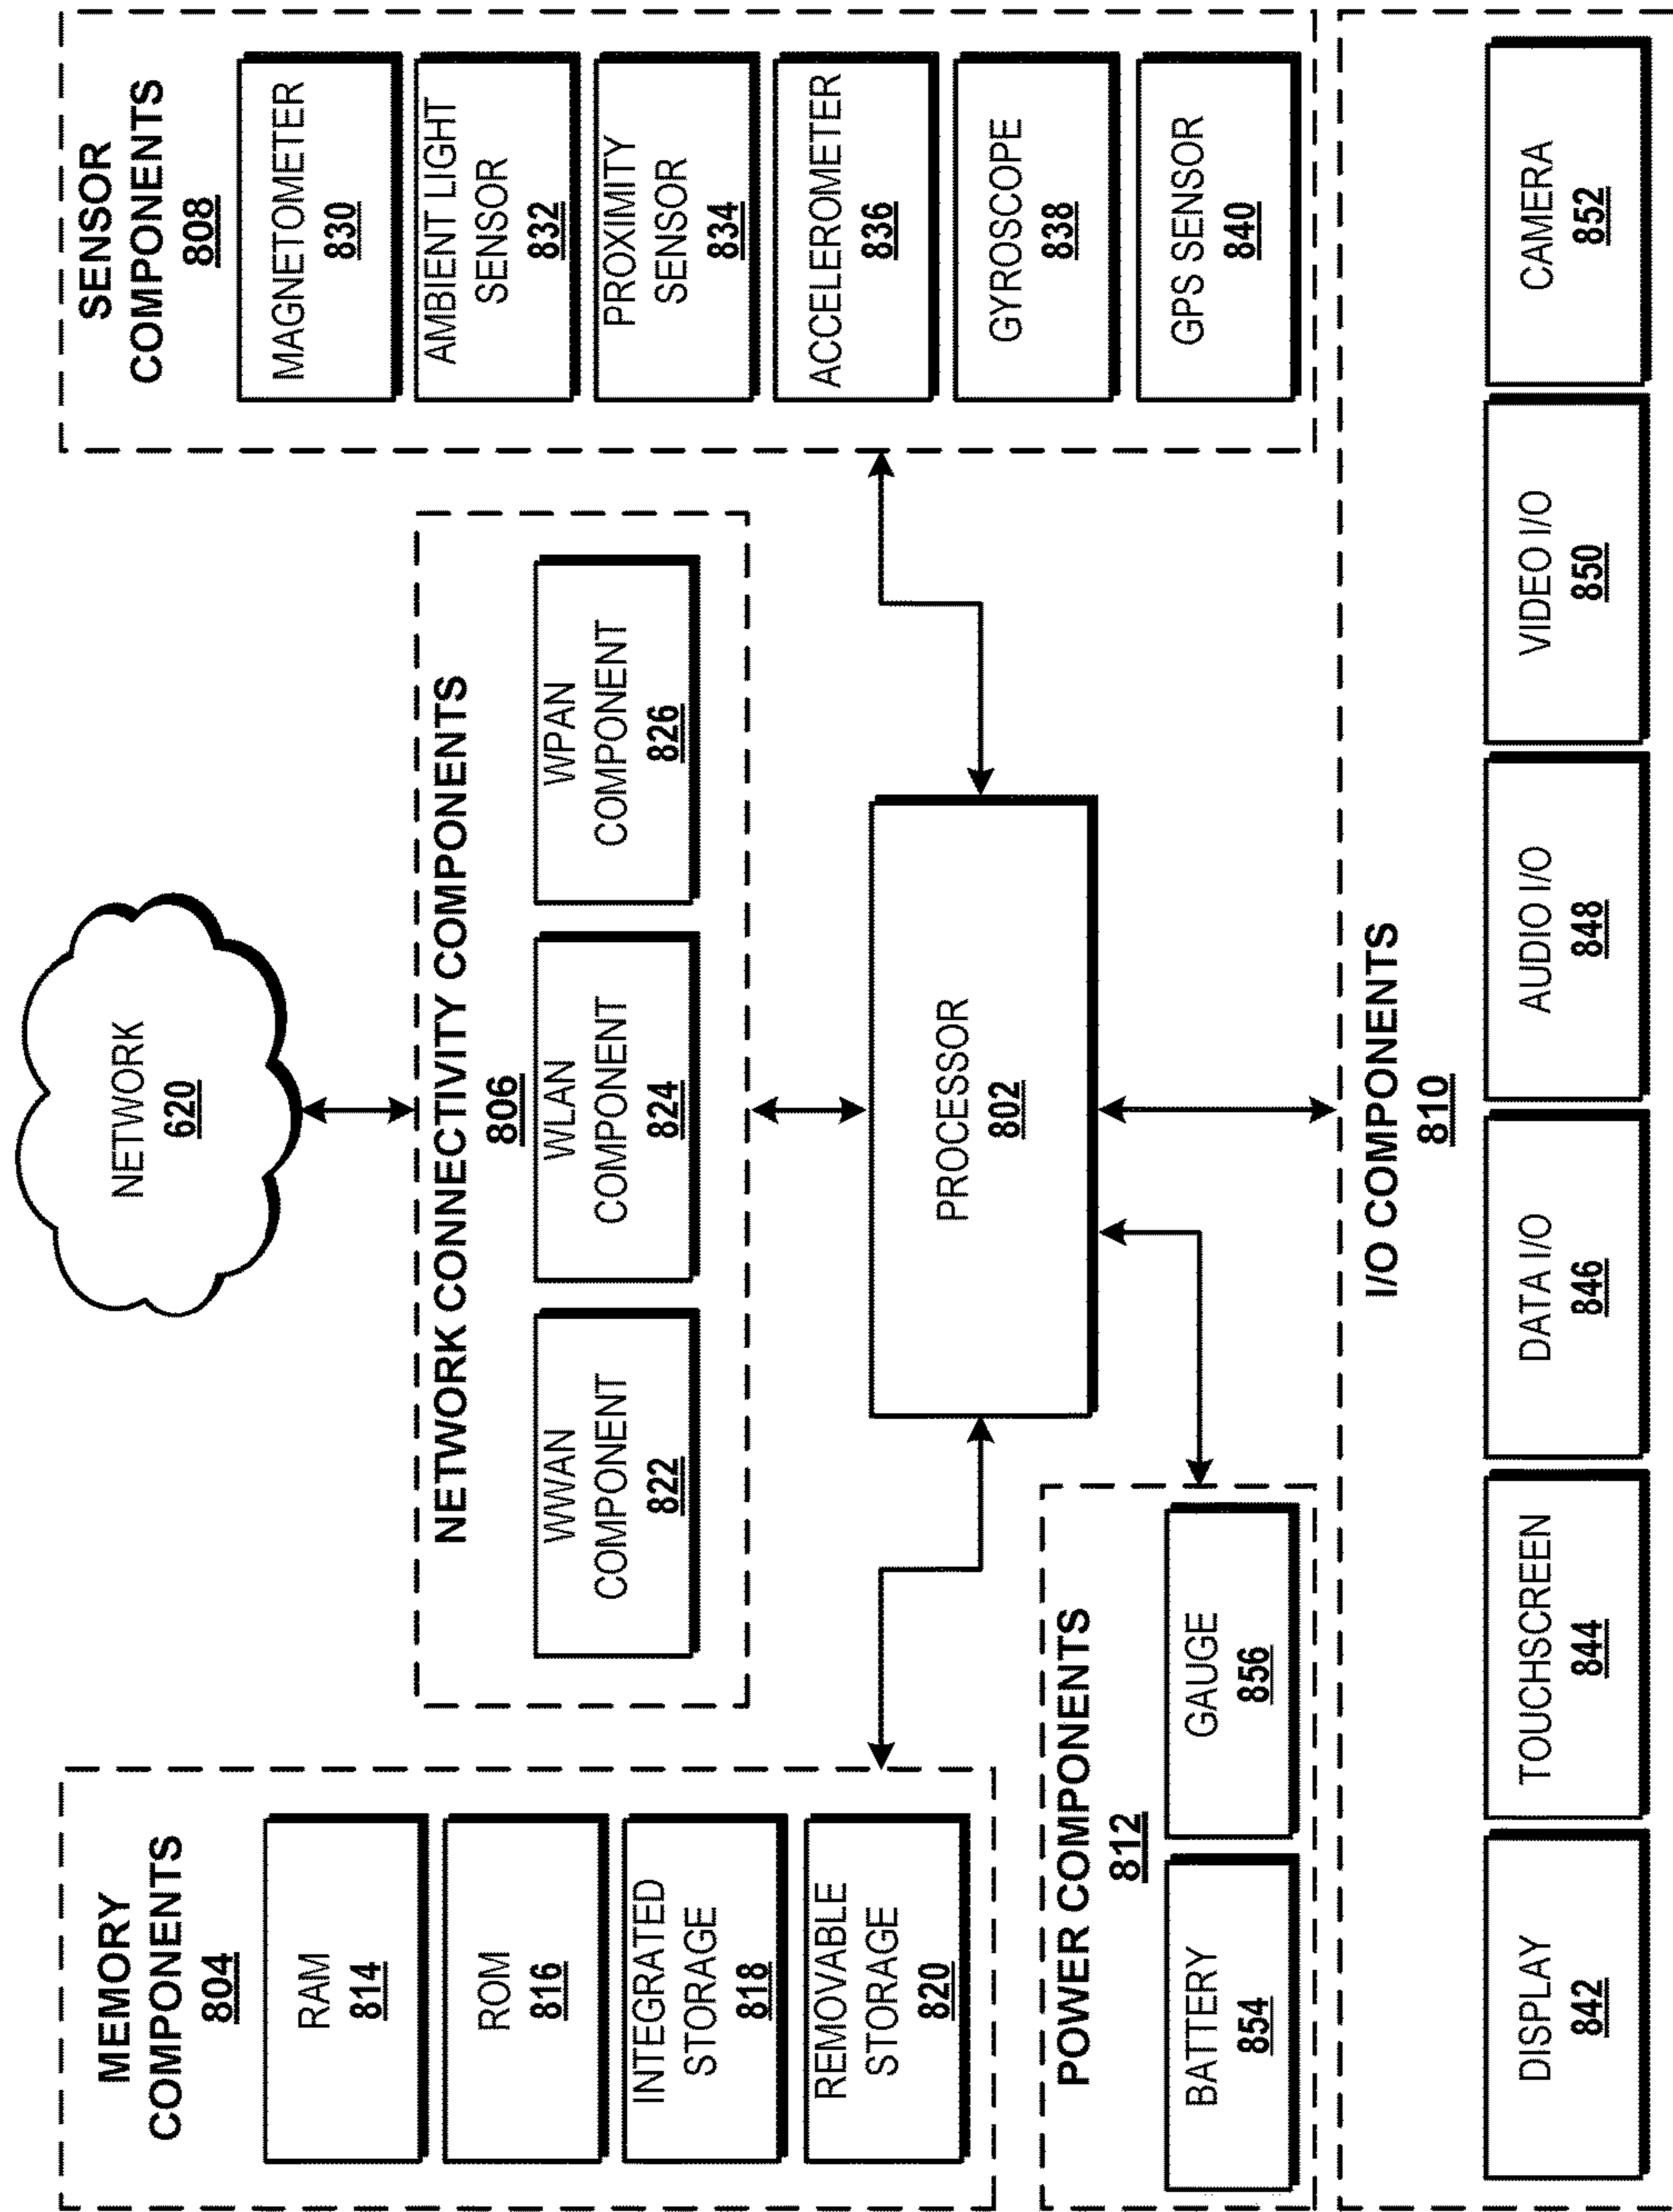 NETWORK
620
MEMORY
COMPONENTS
804
RAM
814
ROM
816
INTEGRATED
STORAGE
818
REMOVABLE
STORAGE
820
NETWORK CONNECTIVITY COMPONENTS
806
WWAN
COMPONENT
822
WLAN
COMPONENT
824
WPAN
COMPONENT
826
SENSOR
COMPONENTS
808
MAGNETOMETER
830
AMBIENT LIGHT
SENSOR
832
PROXIMITY
SENSOR
834
ACCELEROMETER
836
GYROSCOPE
838
GPS SENSOR
840
PROCESSOR
802
POWER COMPONENTS
812
BATTERY
854
GAUGE
856
I/O COMPONENTS
810
DISPLAY
842
TOUCHSCREEN
844
DATA I/O
846
AUDIO I/O
848
VIDEO I/O
850
CAMERA
852